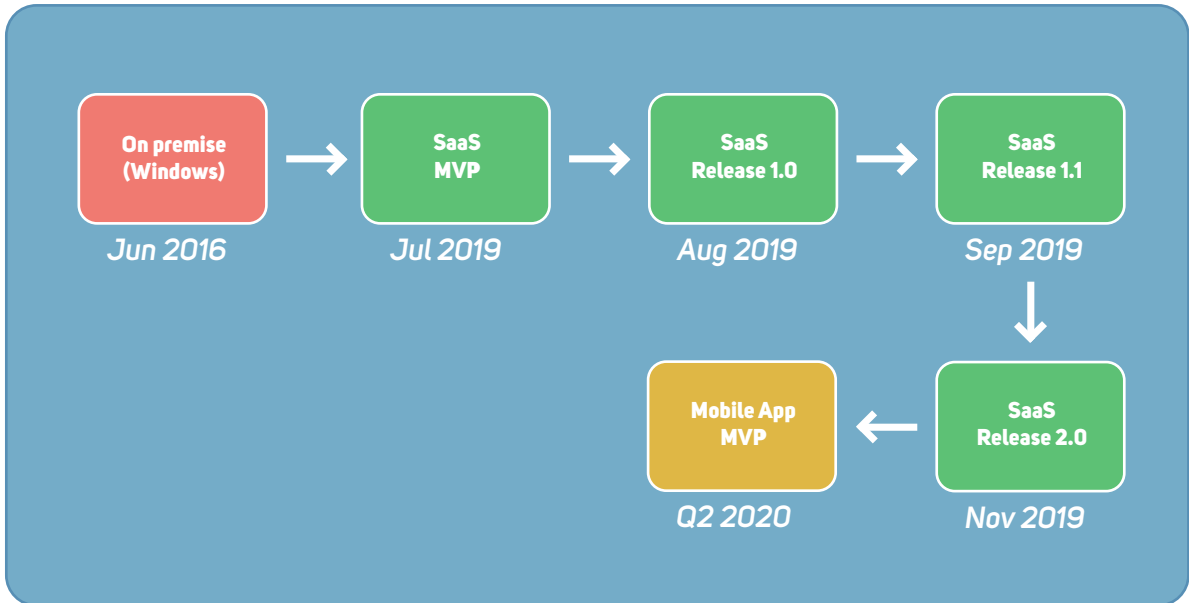 On premise
(Windows)
Jun 2016
SaaS
MVP
Jul 2019
SaaS
Release 1.0
Aug 2019
SaaS
Release 1.1
Sep 2019
SaaS
Release 2.0
Nov 2019
Mobile App
MVP
Q2 2020